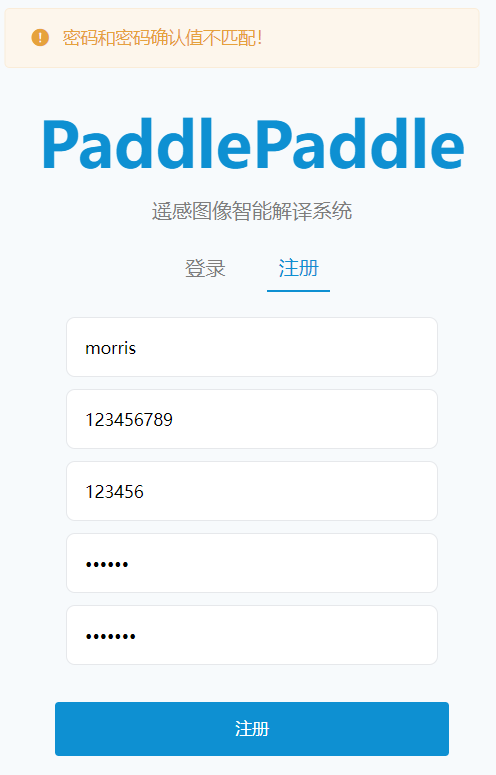 密码和密码确认值不匹配！
PaddlePaddle
遥感图像智能解译系统
登录 注册
morris
123456789
123456
••••••
•••••••
注册